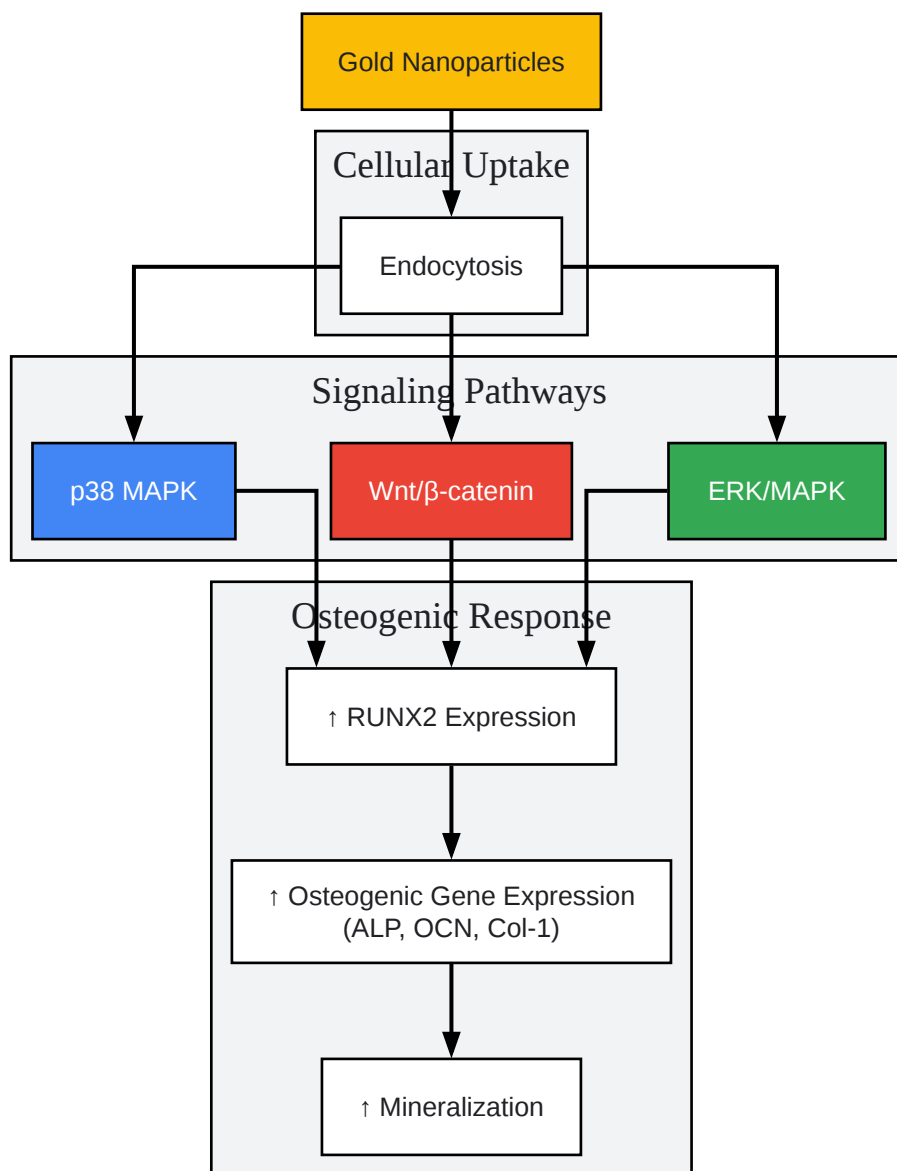 Gold Nanoparticles
Cellular Uptake
Endocytosis
Signaling Pathways
p38 MAPK
Wnt/β-catenin
ERK/MAPK
Osteogenic Response
↑ RUNX2 Expression
↑ Osteogenic Gene Expression
(ALP, OCN, Col-1)
↑ Mineralization